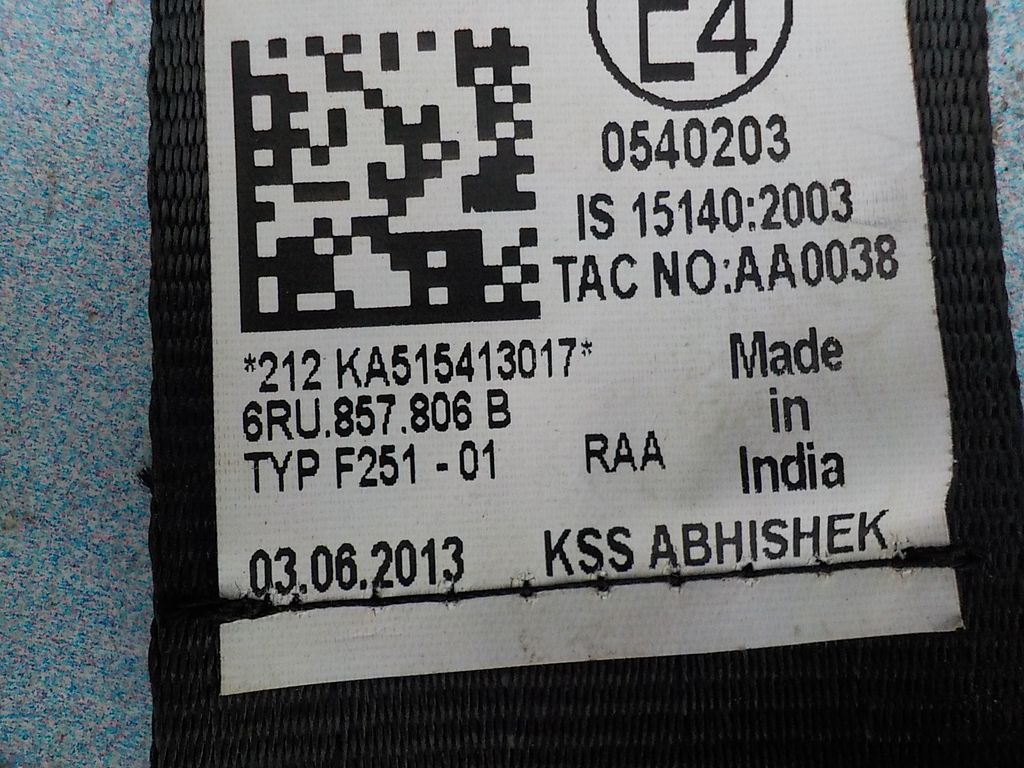 E4
0540203
IS 15140:2003
TAC NO:AA0038
*212 KA515413017*
6RU.857.806 B
TYP F251 - 01
RAA
Made
in
India
03.06.2013
KSS ABHISHEK